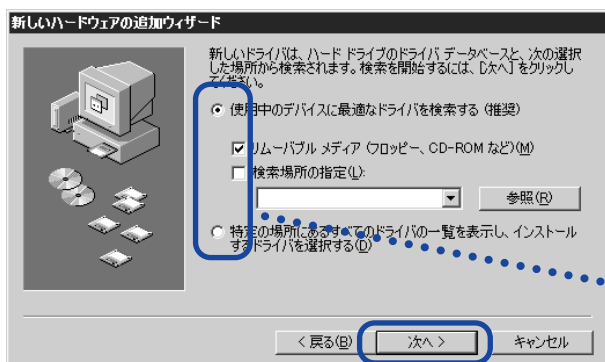 新しいハードウェアの追加ウィザード
新しいドライバは、ハード ドライブのドライバ データベースと、次の選択
した場所から検索されます。検索を開始するには、[次へ] をクリックし
てください。
使用中のデバイスに最適なドライバを検索する (推奨)
リムーバブル メディア (フロッピー、CD-ROM など)(M)
検索場所の指定(L):
参照(R)
特定の場所にあるすべてのドライバの一覧を表示し、インストール
するドライバを選択する(D)
< 戻る(B)
次へ >
キャンセル